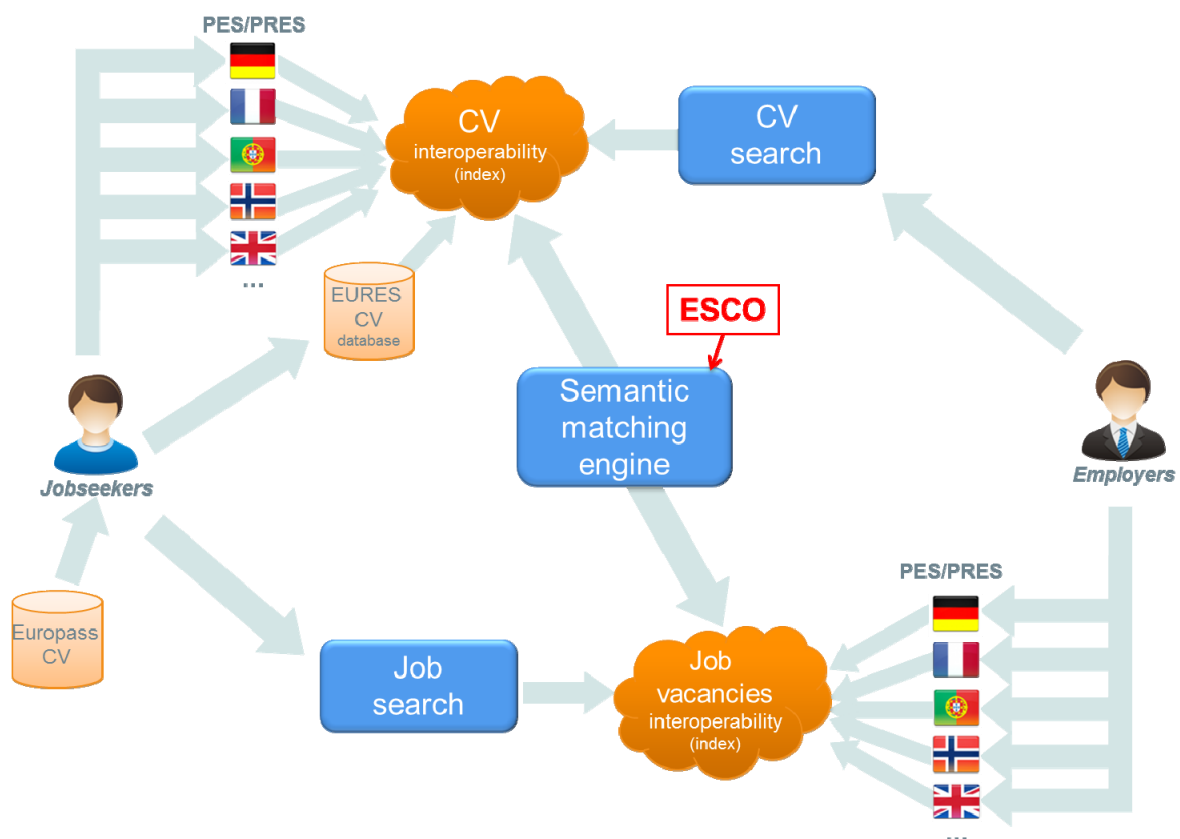 PES/PRES
...
CV
interoperability
(index)
CV
search
EURES
CV
database
ESCO
Semantic
matching
engine
Jobseekers
Employers
Europass
CV
Job
search
Job
vacancies
interoperability
(index)
PES/PRES
...